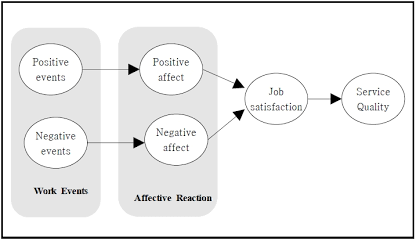 Positive
events
Positive
affect
Job
satisfaction
Service
Quality
Negative
events
Negative
affect
Work Events
Affective Reaction